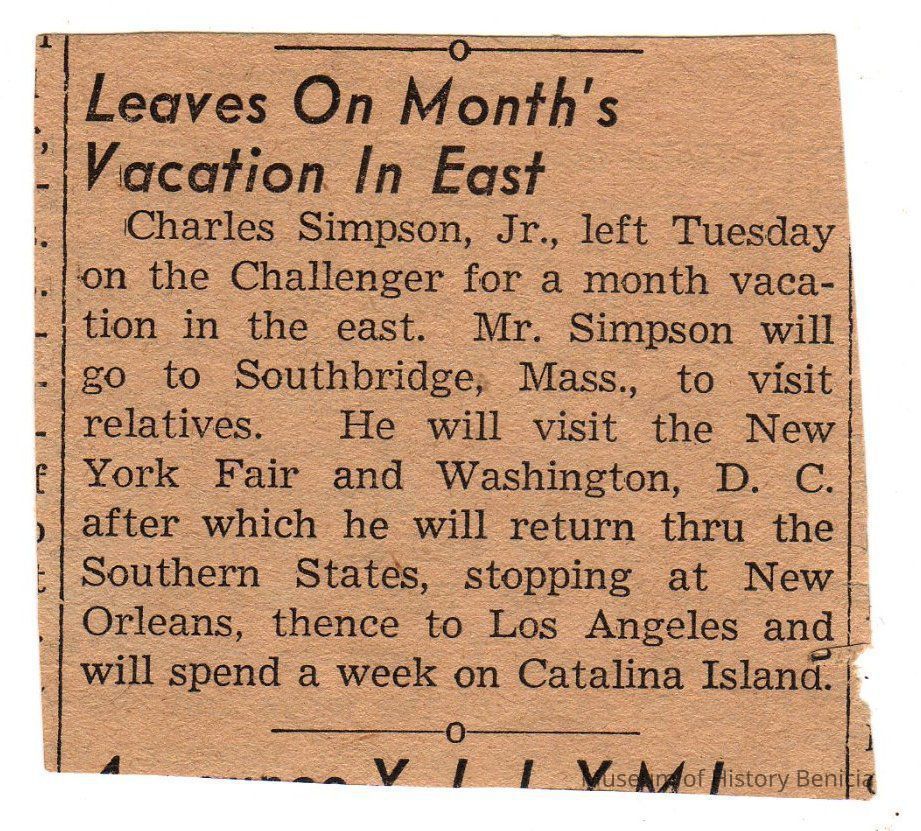 Leaves On Month's
Vacation In East
Charles Simpson, Jr., left Tuesday
on the Challenger for a month vaca-
tion in the east. Mr. Simpson will
go to Southbridge, Mass., to visit
relatives. He will visit the New
York Fair and Washington, D. C.
after which he will return thru the
Southern States, stopping at New
Orleans, thence to Los Angeles and
will spend a week on Catalina Island.
Museum of History Benicia